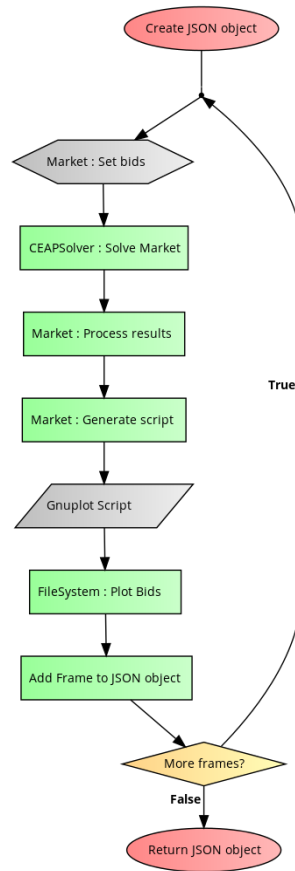 Create JSON object
Market : Set bids
CEAPSolver : Solve Market
Market : Process results
Market : Generate script
True
Gnuplot Script
FileSystem : Plot Bids
Add Frame to JSON object
More frames?
False
Return JSON object